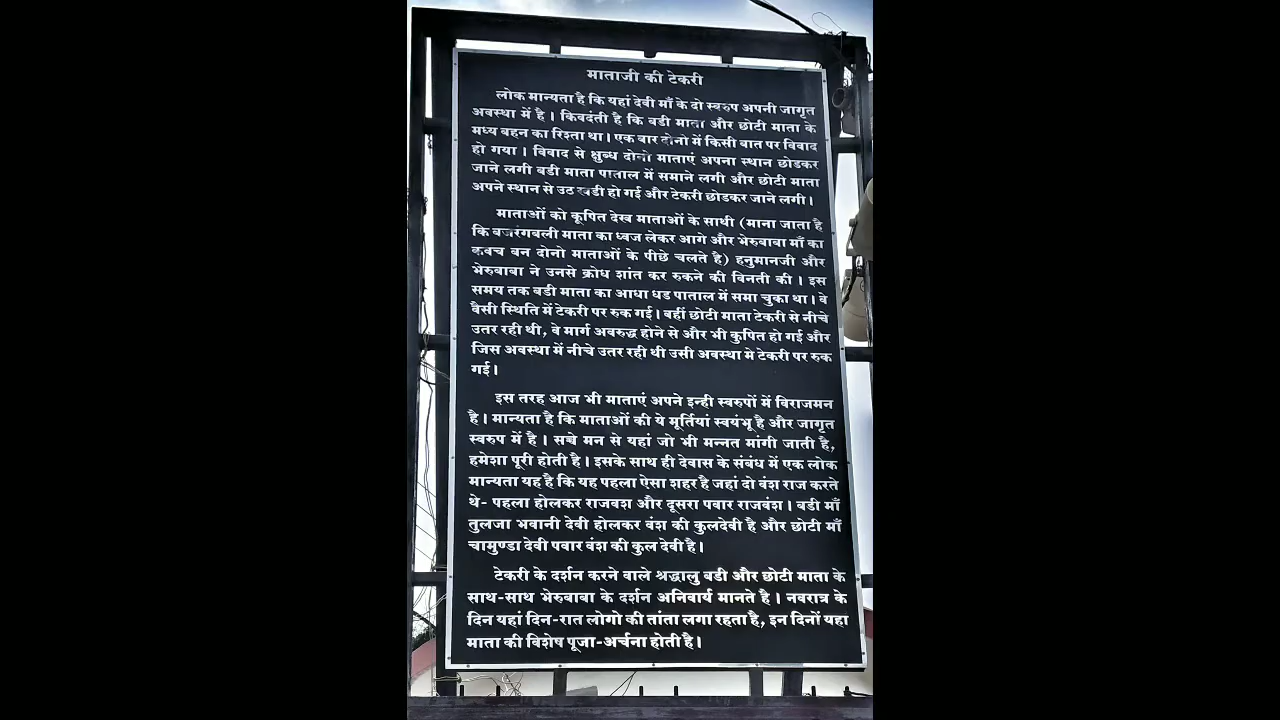 माताजी की टेकरी
लोक मान्यता है कि यहां देवी माँ के दो स्वरुप अपनी जागृत
अवस्था में है । किवदंती है कि बडी माता और छोटी माता के
मध्य बहन का रिश्ता था । एक बार दोनो में किसी बात पर विवाद
हो गया । विवाद से क्षुब्ध दोनो माताएं अपना स्थान छोडकर
जाने लगी बडी माता पाताल में समाने लगी और छोटी माता
अपने स्थान से उठ खडी हो गई और टेकरी छोडकर जाने लगी ।
माताओं को कूपित देख माताओं के साथी (माना जाता है
कि बजरंगबली माता का ध्वज लेकर आगे और भेरुबाबा माँ का
कवच बन दोनो माताओं के पीछे चलते है) हनुमानजी और
भेरुबाबा ने उनसे क्रोध शांत कर रुकने की विनती की । इस
समय तक बडी माता का आधा धड पाताल में समा चुका था । वे
वैसी स्थिति में टेकरी पर रुक गई । वहीं छोटी माता टेकरी से नीचे
उतर रही थी, वे मार्ग अवरुद्ध होने से और भी कुपित हो गई और
जिस अवस्था में नीचे उतर रही थी उसी अवस्था मे टेकरी पर रुक
गई ।
इस तरह आज भी माताएं अपने इन्ही स्वरुपों में विराजमन
है । मान्यता है कि माताओं की ये मूर्तियां स्वयंभू है और जागृत
स्वरुप में है । सच्चे मन से यहां जो भी मन्नत मांगी जाती है,
हमेशा पूरी होती है । इसके साथ ही देवास के संबंध में एक लोक
मान्यता यह है कि यह पहला ऐसा शहर है जहां दो वंश राज करते
थे- पहला होलकर राजवश और दूसरा पवार राजवंश । बडी माँ
तुलजा भवानी देवी होलकर वंश की कुलदेवी है और छोटी माँ
चामुण्डा देवी पवार वंश की कुल देवी है ।
टेकरी के दर्शन करने वाले श्रद्धालु बडी और छोटी माता के
साथ-साथ भेरुबाबा के दर्शन अनिवार्य मानते है । नवरात्र के
दिन यहां दिन-रात लोगो की तांता लगा रहता है, इन दिनों यहा
माता की विशेष पूजा-अर्चना होती है ।